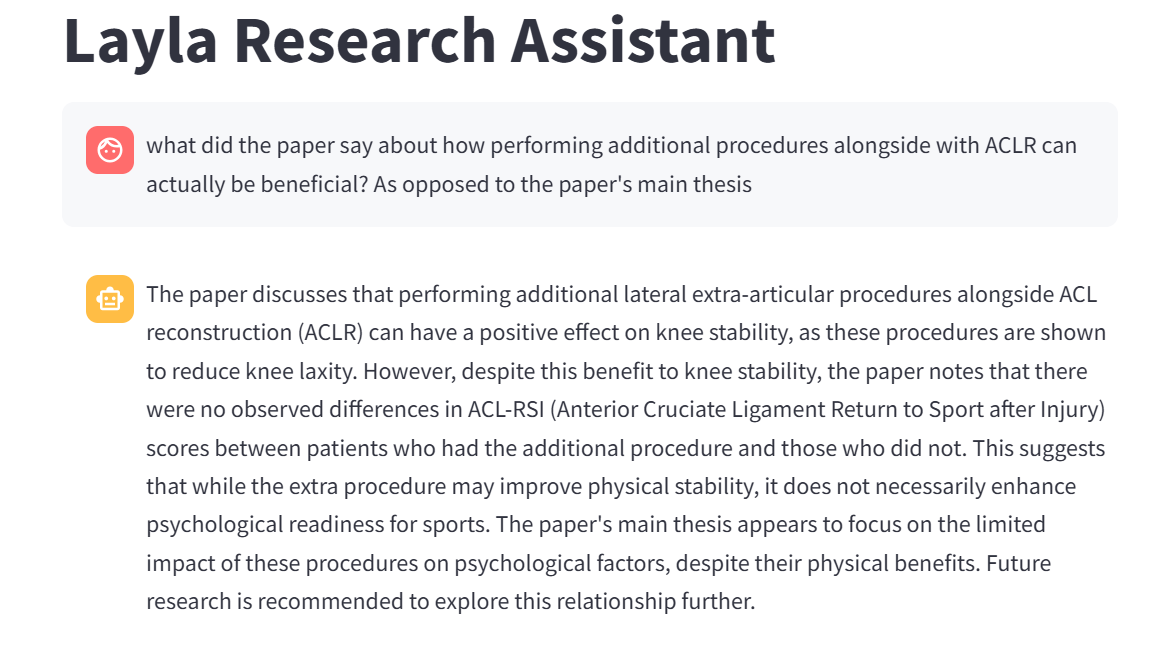 Layla Research Assistant
what did the paper say about how performing additional procedures alongside with ACLR can
actually be beneficial? As opposed to the paper's main thesis
The paper discusses that performing additional lateral extra-articular procedures alongside ACL
reconstruction (ACLR) can have a positive effect on knee stability, as these procedures are shown
to reduce knee laxity. However, despite this benefit to knee stability, the paper notes that there
were no observed differences in ACL-RSI (Anterior Cruciate Ligament Return to Sport after Injury)
scores between patients who had the additional procedure and those who did not. This suggests
that while the extra procedure may improve physical stability, it does not necessarily enhance
psychological readiness for sports. The paper's main thesis appears to focus on the limited
impact of these procedures on psychological factors, despite their physical benefits. Future
research is recommended to explore this relationship further.